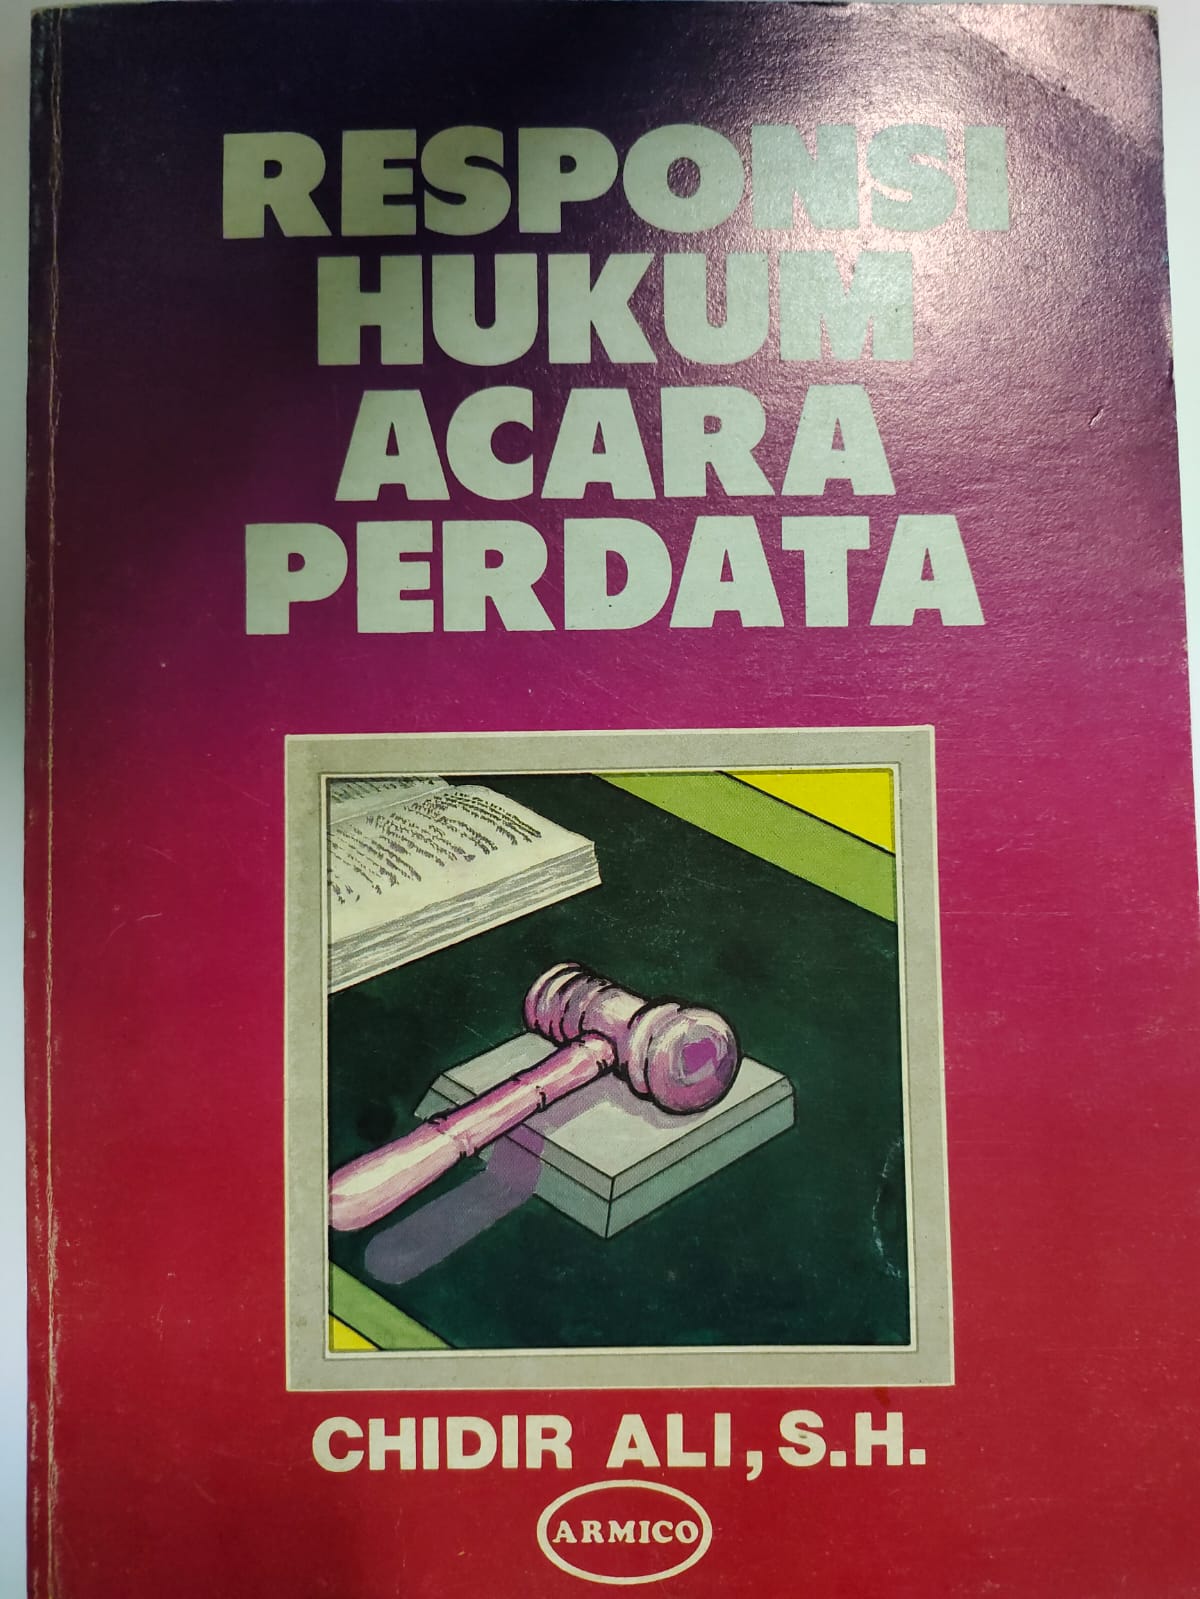 RESPONSI
HUKUM
ACARA
PERDATA
CHIDIR ALI, S.H.
ARMICO